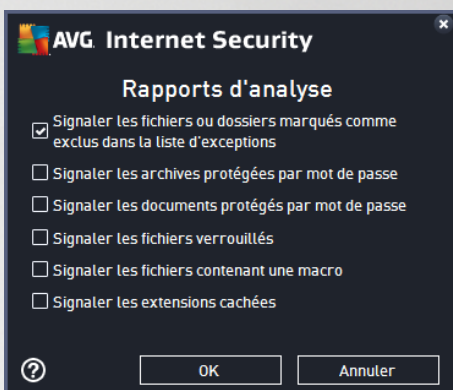 AVG Internet Security
Rapports d'analyse
Signaler les fichiers ou dossiers marqués comme
exclus dans la liste d'exceptions
Signaler les archives protégées par mot de passe
Signaler les documents protégés par mot de passe
Signaler les fichiers verrouillés
Signaler les fichiers contenant une macro
Signaler les extensions cachées
? OK Annuler